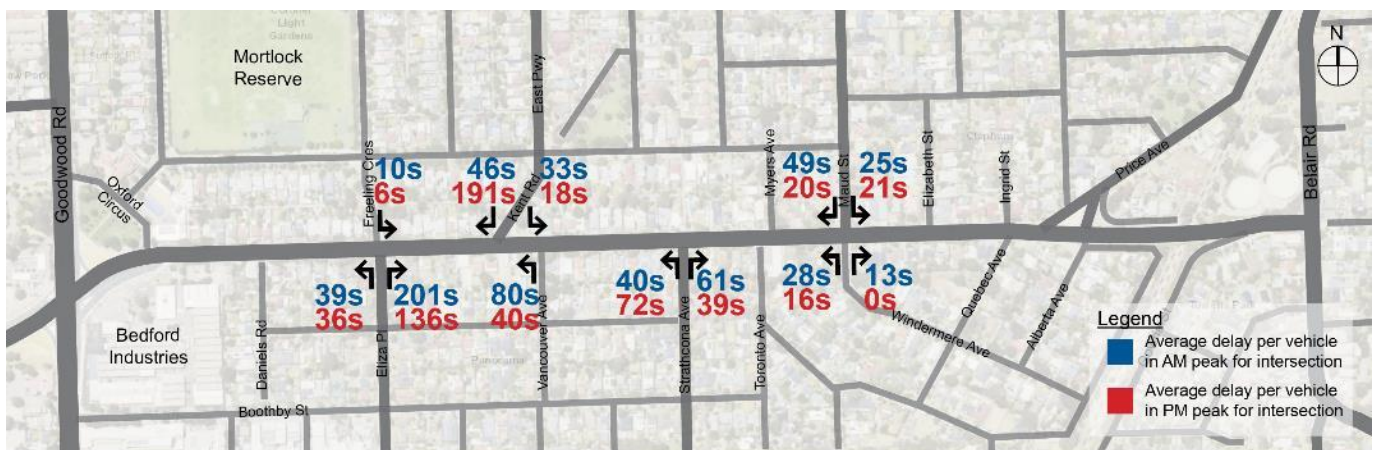 Mortlock
Reserve
Goodwood Rd
Oxford
Circus
Freeling Cres
10s
6s
46s
191s
Kent Rd
East Pwy
33s
18s
Myers Ave
49s
20s
Maud St
25s
21s
Elizabeth St
Clapham
Ingrid St
Price Ave
Belair Rd
N
Bedford
Industries
Daniels Rd
39s
36s
Eliza Pl
201s
136s
80s
40s
Vancouver Ave
Panorama
Boothby St
40s
72s
Strathcona Ave
61s
39s
Toronto Ave
28s
16s
13s
0s
Windermere Ave
Quebec Ave
Alberta Ave
Legend
Average delay per vehicle
in AM peak for intersection
Average delay per vehicle
in PM peak for intersection